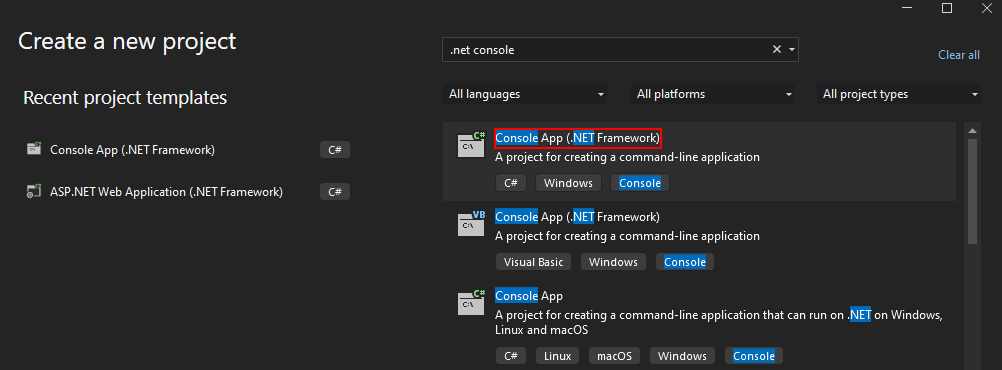 Create a new project
.net console
Clear all
Recent project templates
All languages
All platforms
All project types
Console App (.NET Framework)
C#
ASP.NET Web Application (.NET Framework)
C#
C#
C:\
Console App (.NET Framework)
A project for creating a command-line application
C#
Windows
Console
VB
C:\
Console App (.NET Framework)
A project for creating a command-line application
Visual Basic
Windows
Console
C#
C:\
Console App
A project for creating a command-line application that can run on .NET on Windows,
Linux and macOS
C#
Linux
macOS
Windows
Console